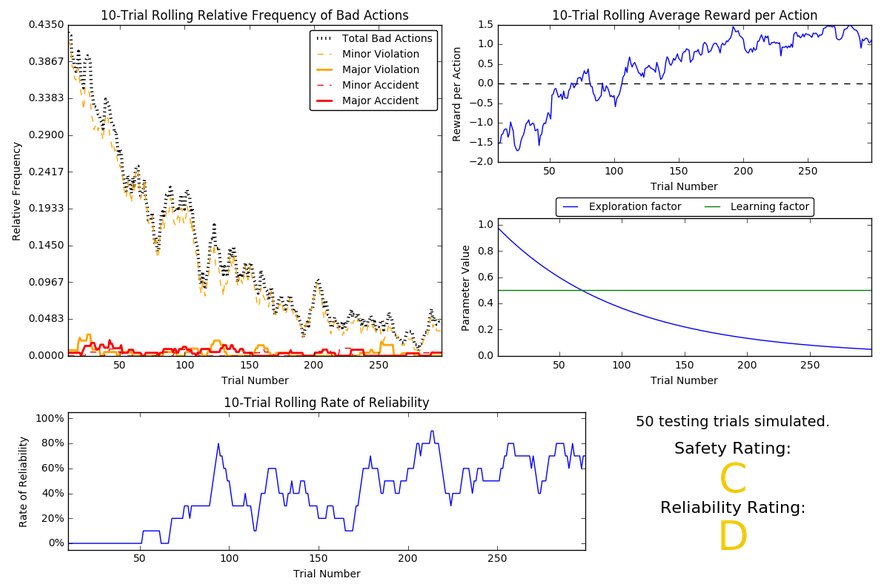 10-Trial Rolling Relative Frequency of Bad Actions
0.4350
0.3867
0.3383
0.2900
0.2417
0.1933
0.1450
0.0967
0.0483
0.0000
Relative Frequency
Total Bad Actions
Minor Violation
Major Violation
Minor Accident
Major Accident
50 100 150 200 250
Trial Number
10-Trial Rolling Average Reward per Action
1.5
1.0
0.5
0.0
−0.5
−1.0
−1.5
−2.0
Reward per Action
50 100 150 200 250
Trial Number
Exploration factor Learning factor
1.0
0.8
0.6
0.4
0.2
0.0
Parameter Value
50 100 150 200 250
Trial Number
10-Trial Rolling Rate of Reliability
100%
80%
60%
40%
20%
0%
Rate of Reliability
50 100 150 200 250
Trial Number
50 testing trials simulated.
Safety Rating:
C
Reliability Rating:
D